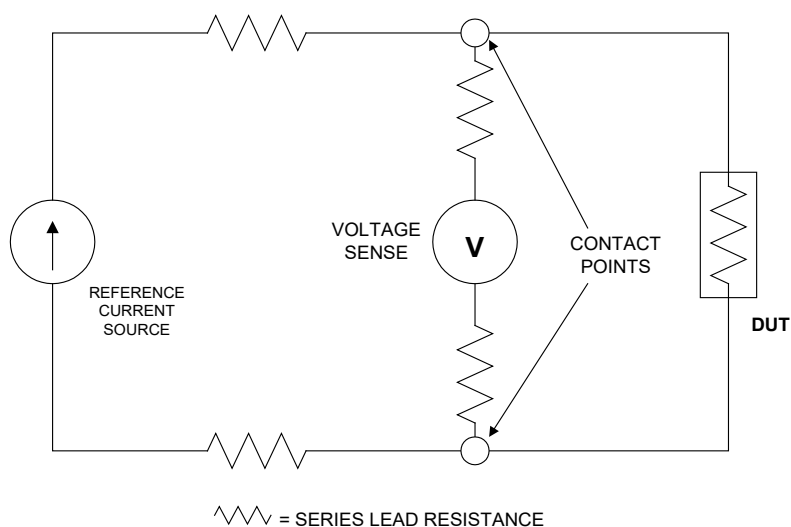 VOLTAGE
SENSE
V
CONTACT
POINTS
REFERENCE
CURRENT
SOURCE
DUT
= SERIES LEAD RESISTANCE